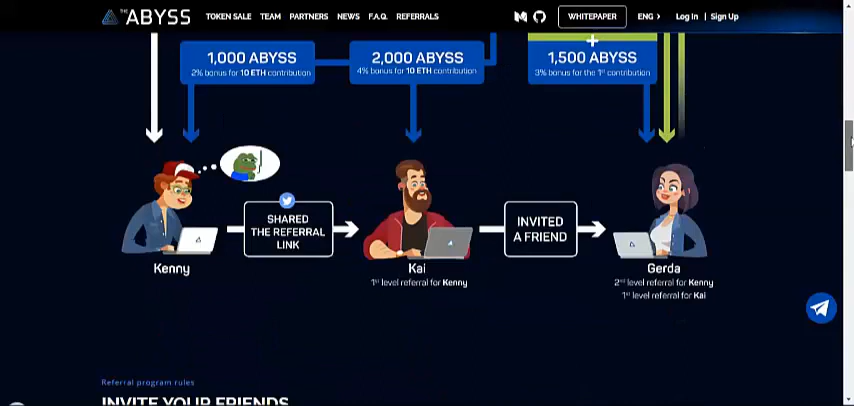 THE ABYSS
TOKEN SALE TEAM PARTNERS NEWS F.A.Q. REFERRALS
WHITEPAPER
ENG
Log In | Sign Up
1,000 ABYSS
2% bonus for 10 ETH contribution
2,000 ABYSS
4% bonus for 10 ETH contribution
+
1,500 ABYSS
3% bonus for the 1st contribution
SHARED
THE REFERRAL
LINK
INVITED
A FRIEND
Kenny
Kai
1st level referral for Kenny
Gerda
2nd level referral for Kenny
1st level referral for Kai
Referral program rules
INVITE YOUR FRIENDS